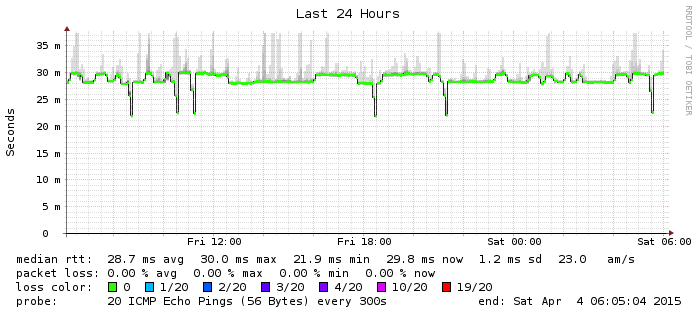 Last 24 Hours
RRDTOOL / TOBI OETIKER
Seconds
35 m
30 m
25 m
20 m
15 m
10 m
5 m
0
Fri 12:00 Fri 18:00 Sat 00:00 Sat 06:00
median rtt: 28.7 ms avg 30.0 ms max 21.9 ms min 29.8 ms now 1.2 ms sd 23.0 am/s
packet loss: 0.00 % avg 0.00 % max 0.00 % min 0.00 % now
loss color: 0 1/20 2/20 3/20 4/20 10/20 19/20
probe: 20 ICMP Echo Pings (56 Bytes) every 300s end: Sat Apr 4 06:05:04 2015